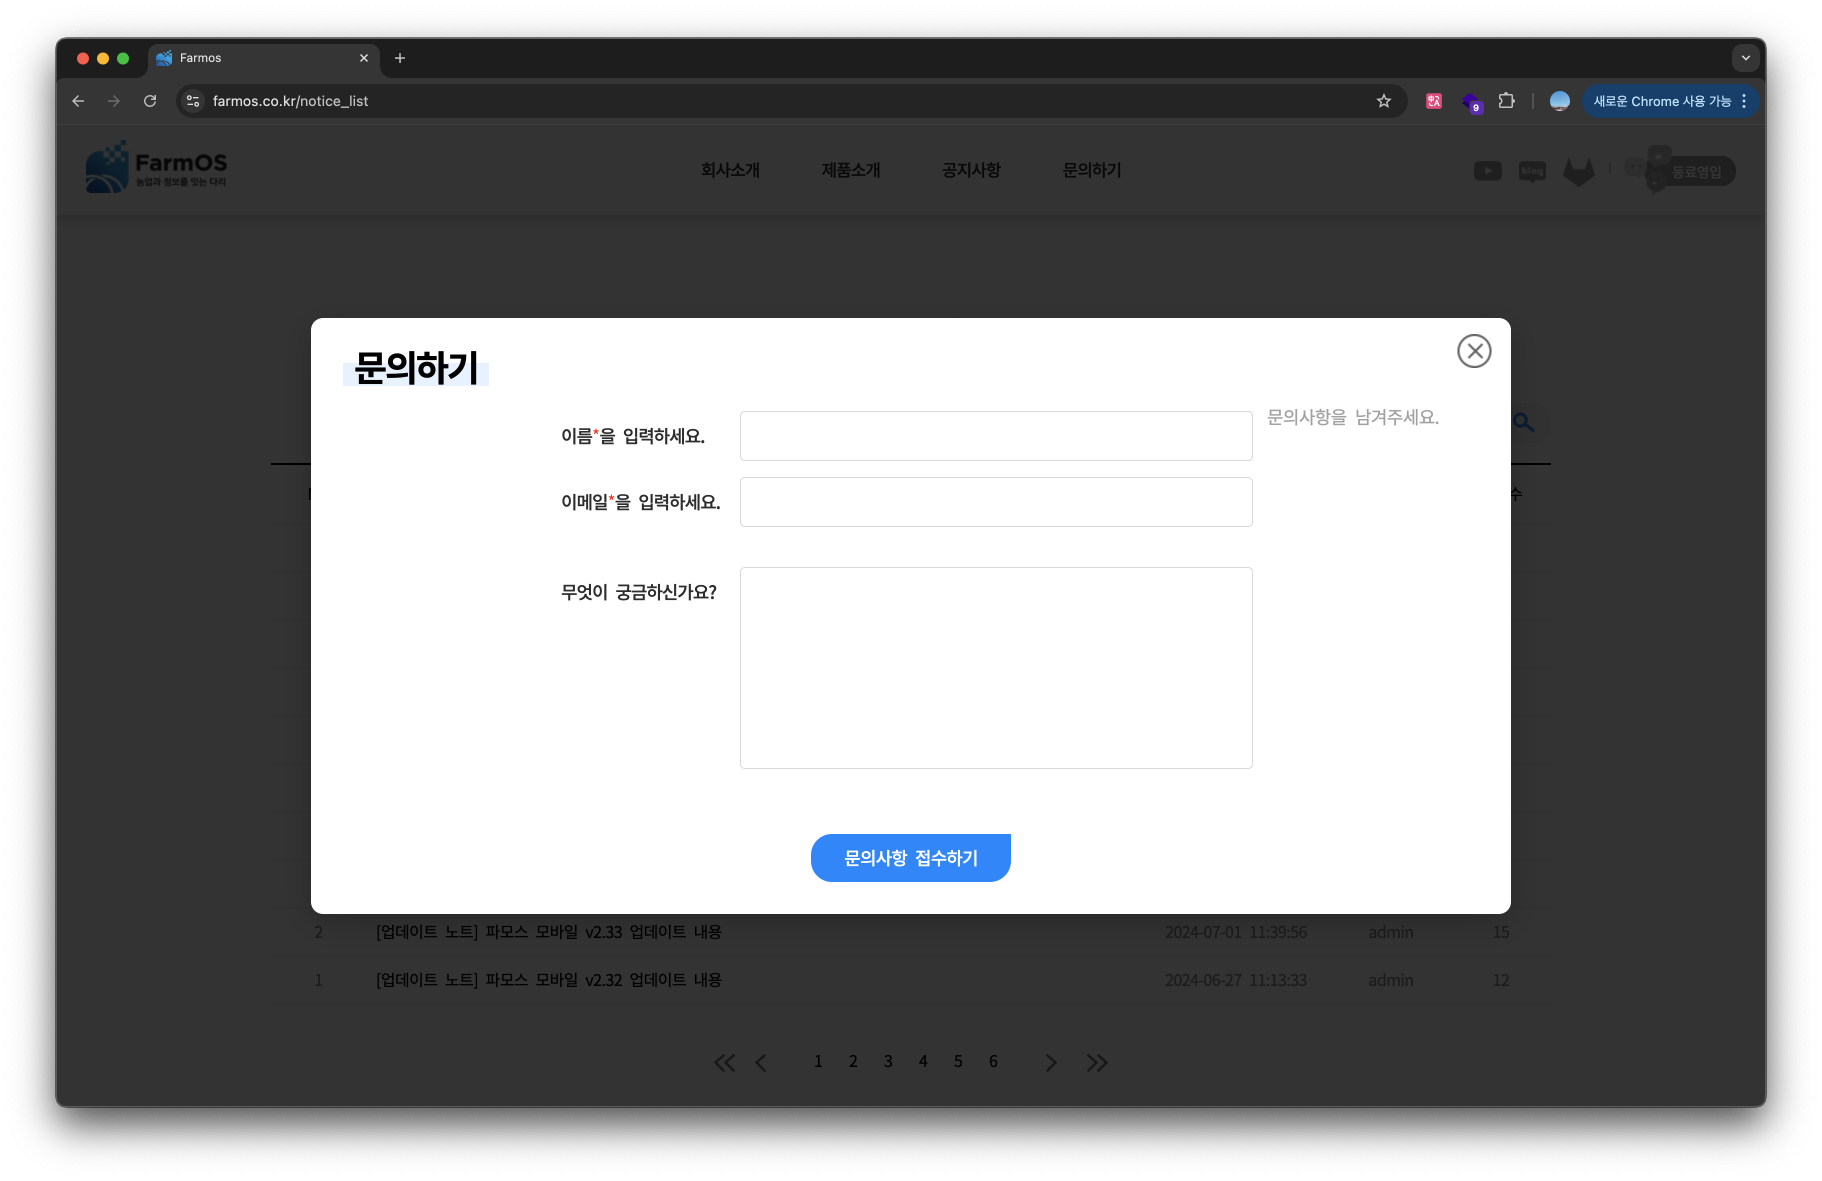 Farmos
farmos.co.kr/notice_list
9
새로운 Chrome 사용 가능
FarmOS
농업과 정보를 잇는 다리
회사소개
제품소개
공지사항
문의하기
blog
동료영입
문의하기
이름*을 입력하세요.
문의사항을 남겨주세요.
이메일*을 입력하세요.
수
무엇이 궁금하신가요?
문의사항 접수하기
2 [업데이트 노트] 파모스 모바일 v2.33 업데이트 내용 2024-07-01 11:39:56 admin 15
1 [업데이트 노트] 파모스 모바일 v2.32 업데이트 내용 2024-06-27 11:13:33 admin 12
1 2 3 4 5 6